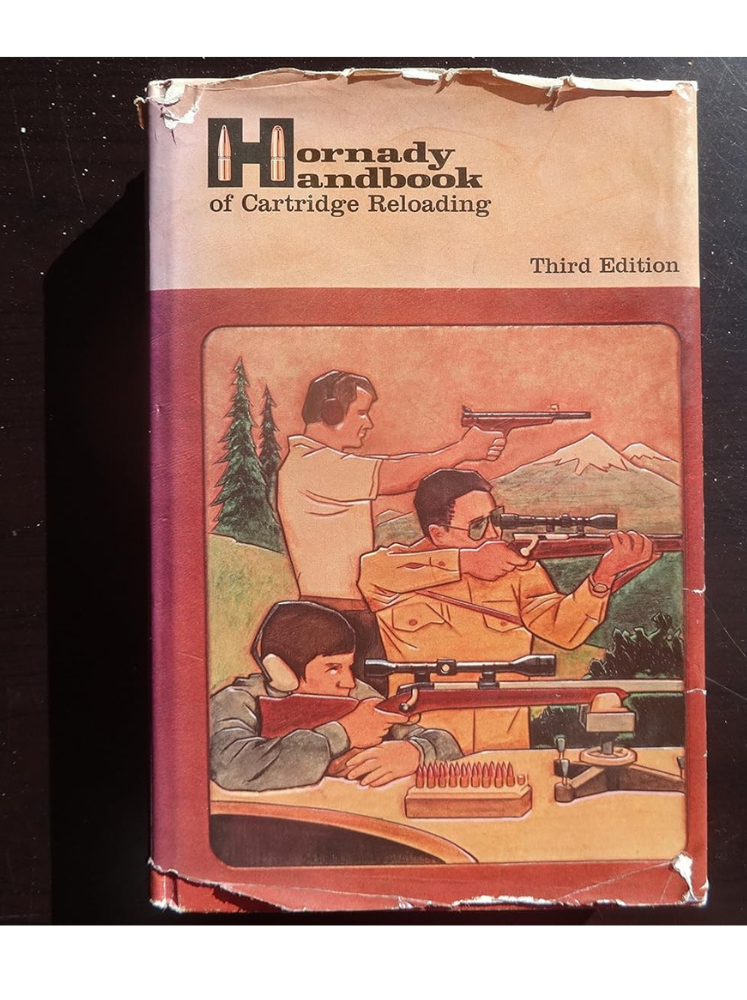 Hornady
Handbook
of Cartridge Reloading
Third Edition